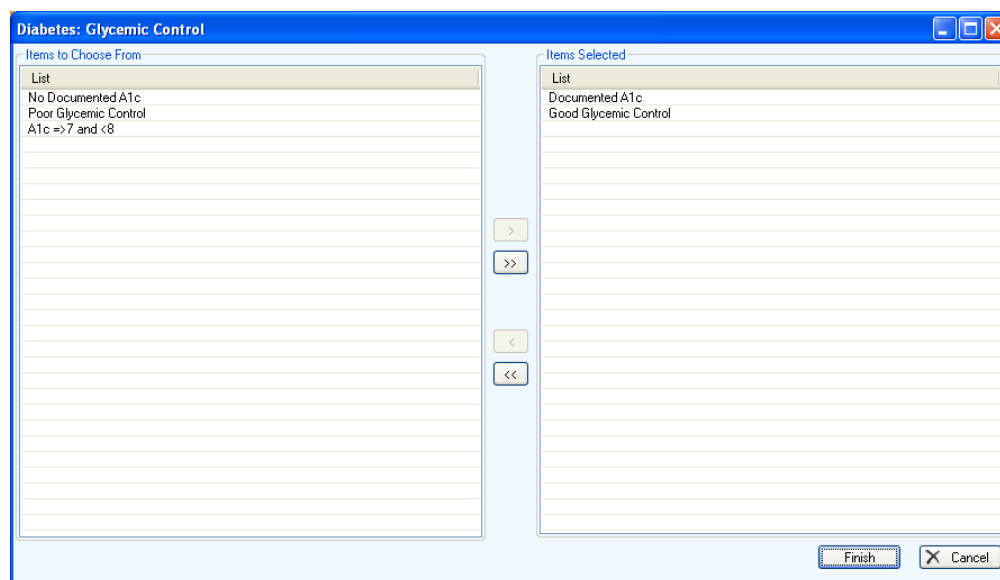 Diabetes: Glycemic Control
Items to Choose From
List
No Documented A1c
Poor Glycemic Control
A1c =>7 and <8
>
>>
<
<<
Items Selected
List
Documented A1c
Good Glycemic Control
Finish
Cancel